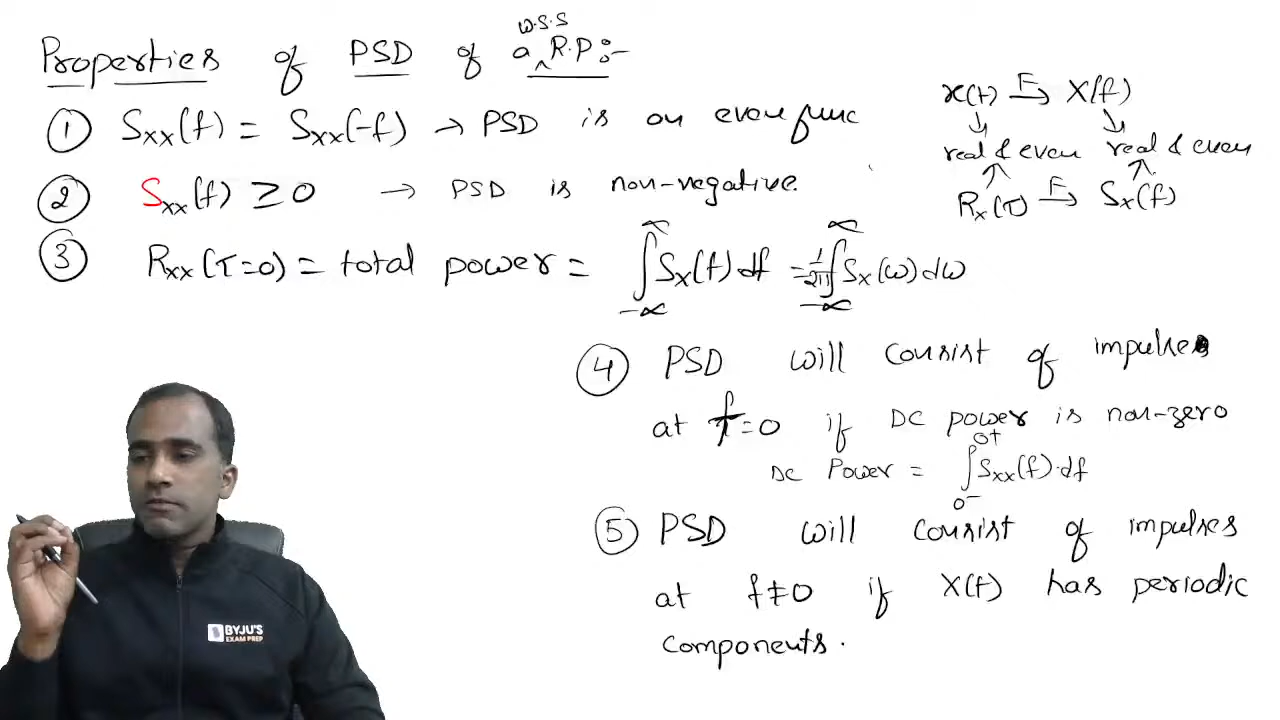 W.S.S
Properties of PSD of a ^ R.P:-
① Sxx(f) = Sxx(-f) → PSD is an even func
② Sxx(f) ≥ 0 → PSD is non-negative.
③ Rxx(τ=0) = total power = ∫_{-∞}^{∞} Sx(f) df = 1/2π ∫_{-∞}^{∞} Sx(ω) dω
x(t) —F→ X(f)
↓ ↓
real & even real & even
↗ ↗
Rx(τ) —F→ Sx(f)
④ PSD will consist of impulse
at f=0 if DC power is non-zero
DC Power = ∫_{0-}^{0+} Sxx(f).df
⑤ PSD will consist of impulses
at f≠0 if X(f) has periodic
components.
BYJU'S
EXAM PREP